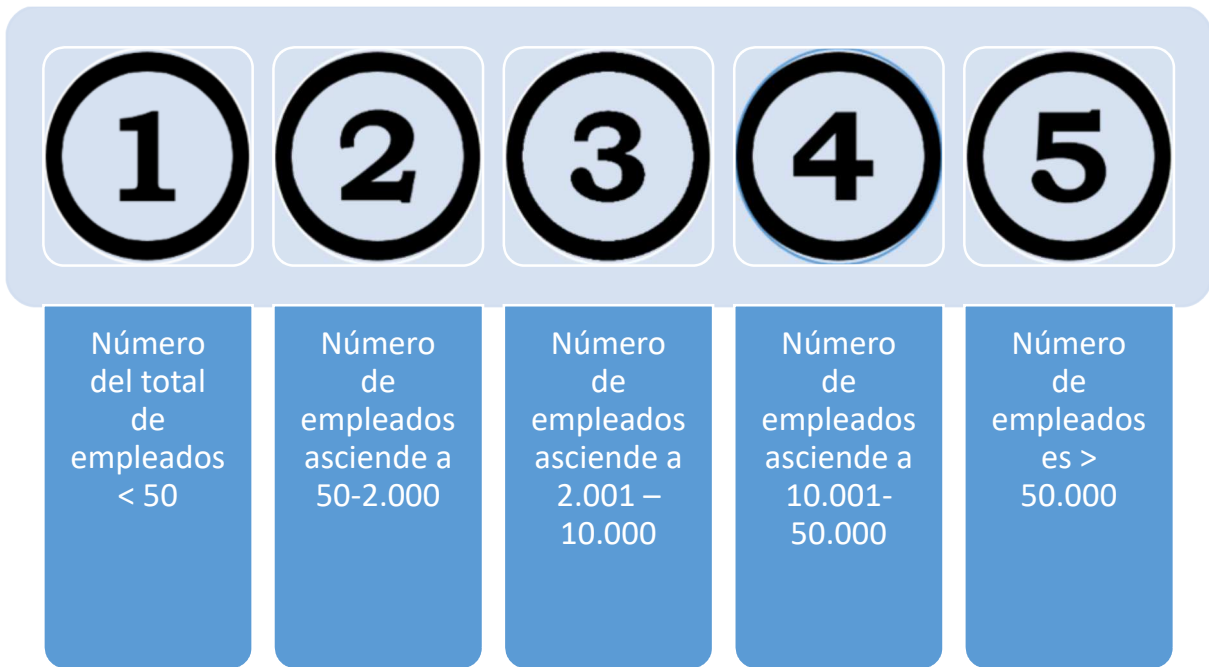 1
2
3
4
5
Número
del total
de
empleados
< 50
Número
de
empleados
asciende a
50-2.000
Número
de
empleados
asciende a
2.001 –
10.000
Número
de
empleados
asciende a
10.001-
50.000
Número
de
empleados
es >
50.000